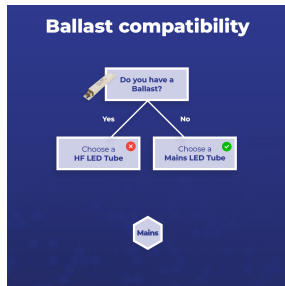 Ballast compatibility
Do you have a
Ballast?
Yes
No
Choose a
HF LED Tube
Choose a
Mains LED Tube
Mains